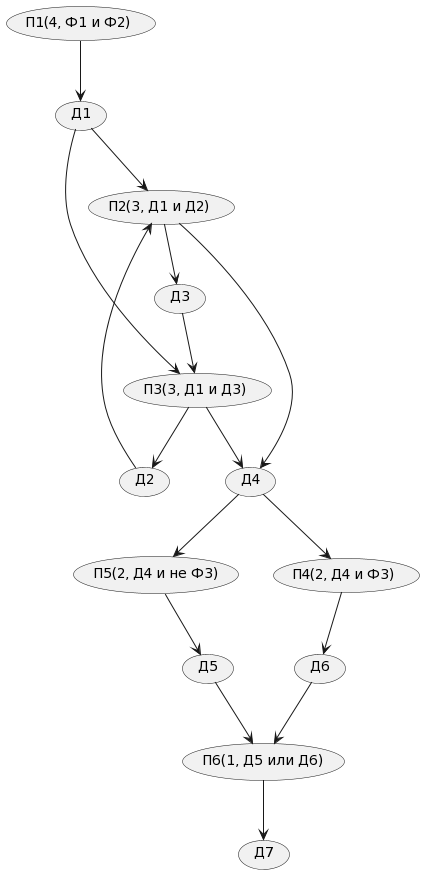 П1(4, Ф1 и Ф2)
Д1
П2(3, Д1 и Д2)
Д3
П3(3, Д1 и Д3)
Д2
Д4
П5(2, Д4 и не Ф3)
П4(2, Д4 и Ф3)
Д5
Д6
П6(1, Д5 или Д6)
Д7